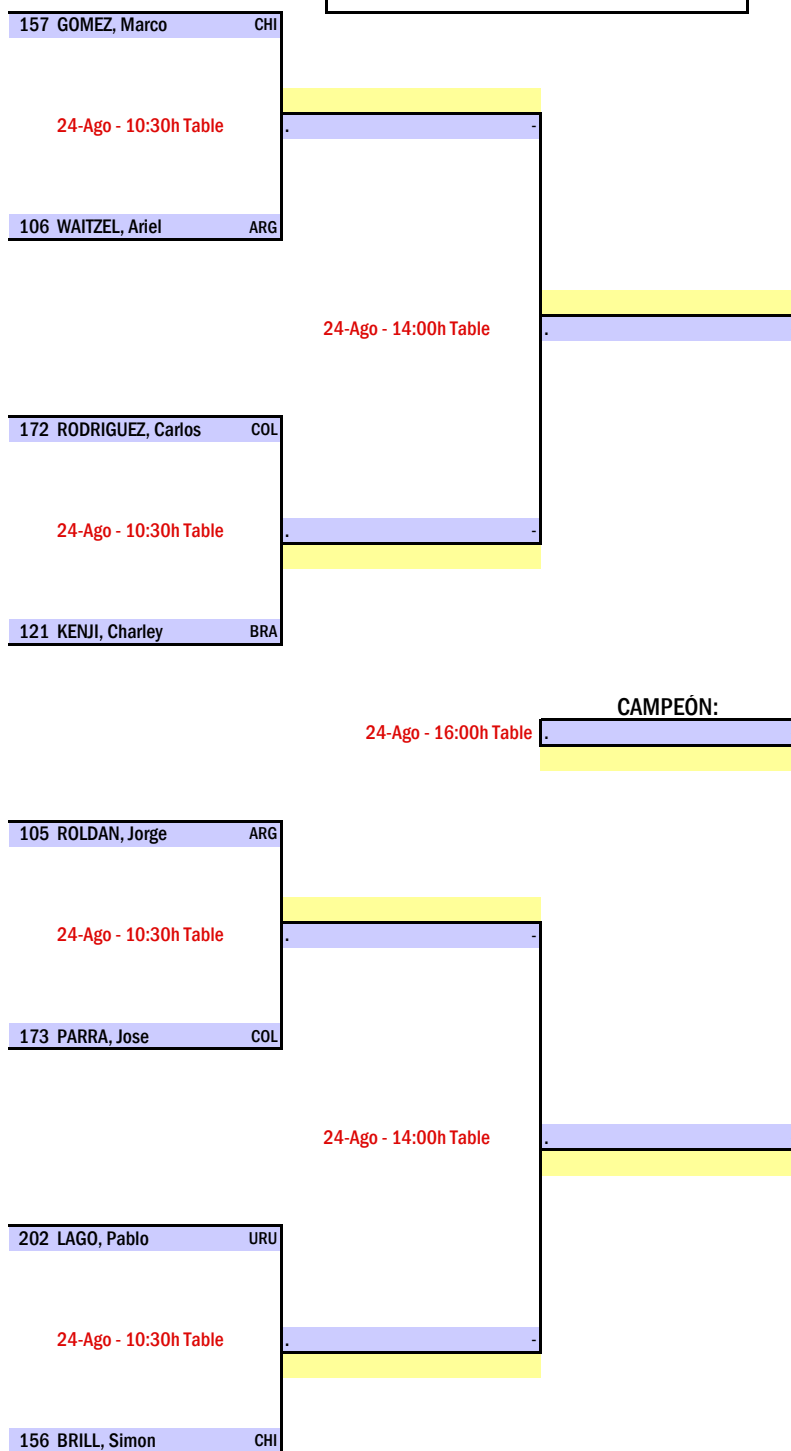 157 GOMEZ, Marco CHI
24-Ago - 10:30h Table
. -
106 WAITZEL, Ariel ARG
24-Ago - 14:00h Table
.
172 RODRIGUEZ, Carlos COL
24-Ago - 10:30h Table
. -
121 KENJI, Charley BRA
CAMPEÓN:
24-Ago - 16:00h Table .
105 ROLDAN, Jorge ARG
24-Ago - 10:30h Table
. -
173 PARRA, Jose COL
24-Ago - 14:00h Table
.
202 LAGO, Pablo URU
24-Ago - 10:30h Table
. -
156 BRILL, Simon CHI